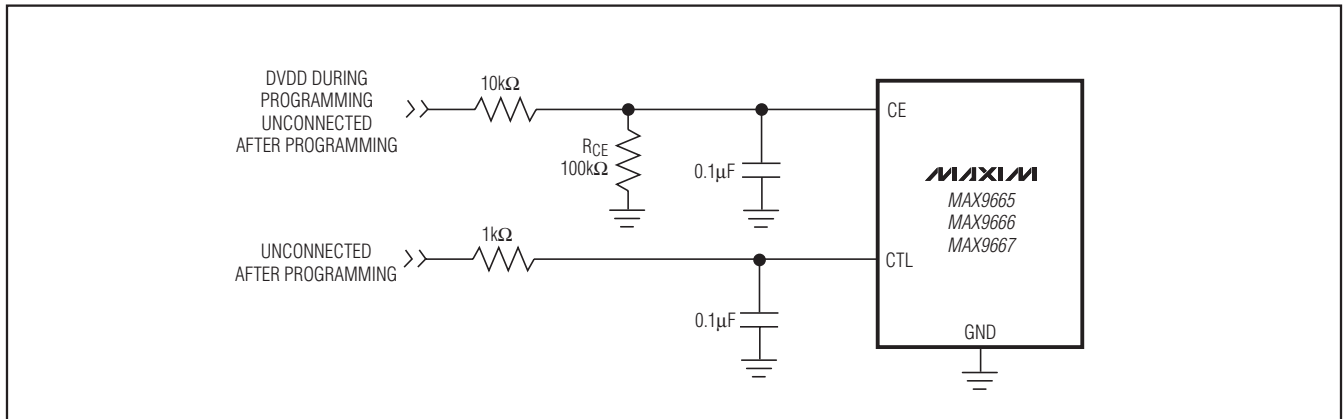 DVDD DURING
PROGRAMMING
UNCONNECTED
AFTER PROGRAMMING
10kΩ
RCE
100kΩ
0.1µF
CE
MAXIM
MAX9665
MAX9666
MAX9667
UNCONNECTED
AFTER PROGRAMMING
1kΩ
CTL
0.1µF
GND